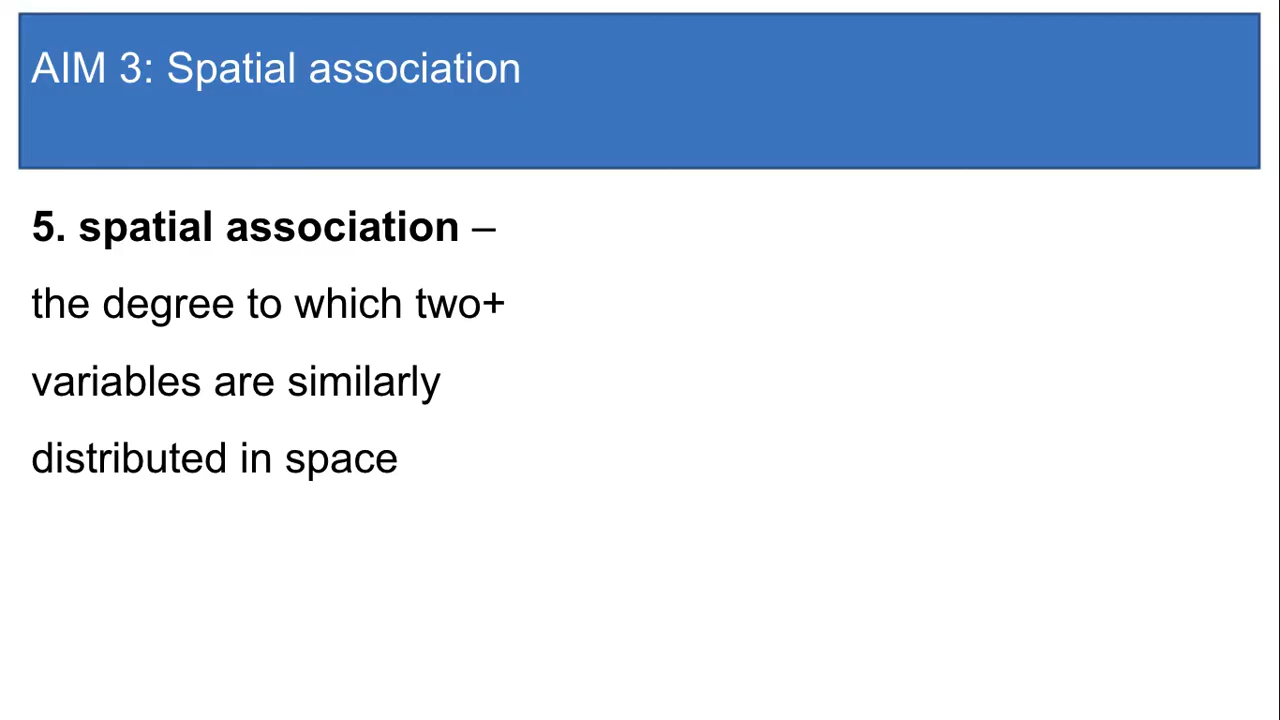 AIM 3: Spatial association
5. spatial association –
the degree to which two+
variables are similarly
distributed in space